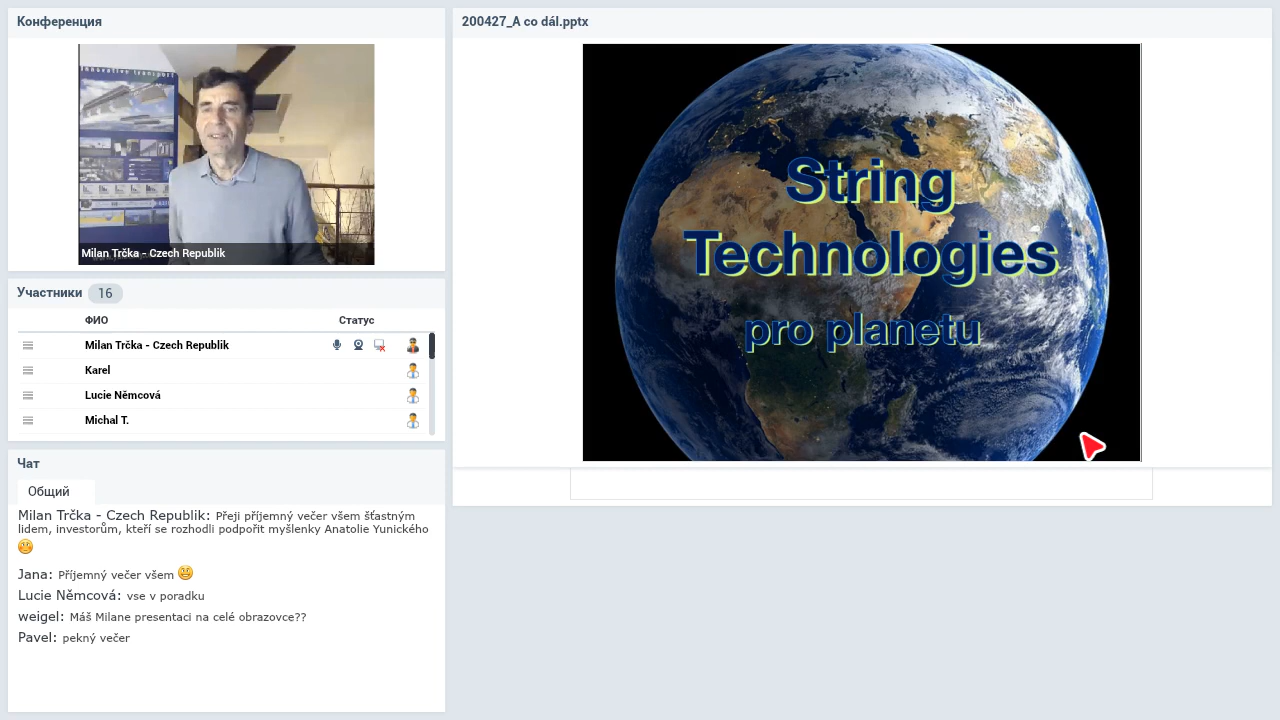 Конференция
Innovative transport
Milan Trčka - Czech Republik
Участники 16
ФИО Статус
Milan Trčka - Czech Republik
Karel
Lucie Němcová
Michal T.
Чат
Общий
Milan Trčka - Czech Republik: Přeji příjemný večer všem šťastným
lidem, investorům, kteří se rozhodli podpořit myšlenky Anatolie Yunického
Jana: Příjemný večer všem
Lucie Němcová: vse v poradku
weigel: Máš Milane presentaci na celé obrazovce??
Pavel: pekný večer
200427_A co dál.pptx
String
Technologies
pro planetu